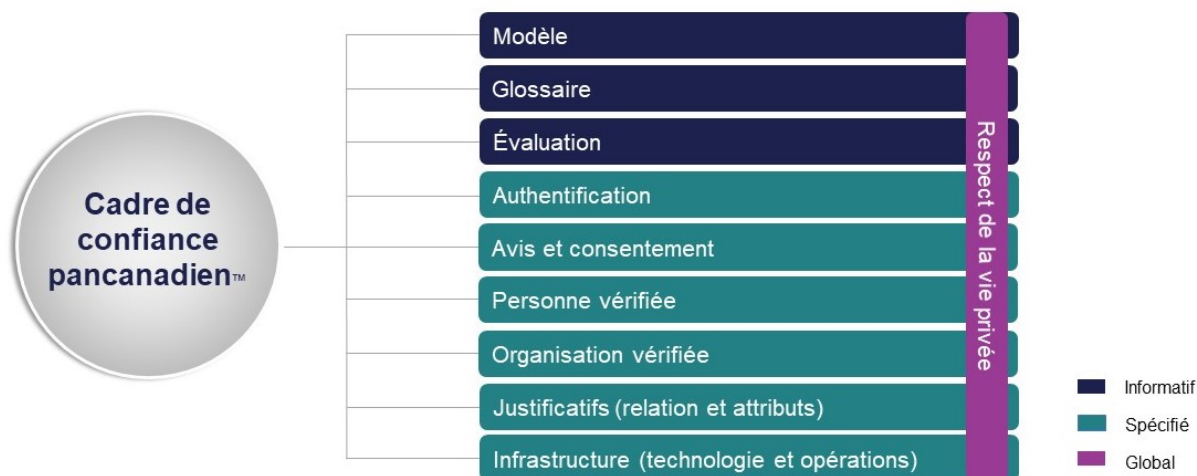 Cadre de
confiance
pancanadien™
Modèle
Glossaire
Évaluation
Authentification
Avis et consentement
Personne vérifiée
Organisation vérifiée
Justificatifs (relation et attributs)
Infrastructure (technologie et opérations)
Respect de la vie privée
Informatif
Spécifié
Global